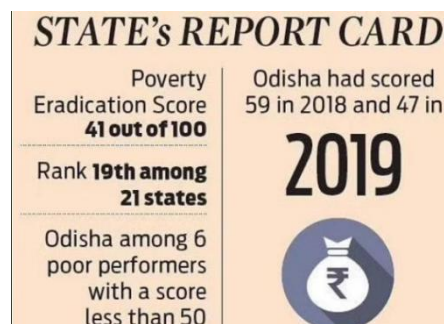 STATE's REPORT CARD
Poverty
Eradication Score
41 out of 100
Rank 19th among
21 states
Odisha among 6
poor performers
with a score
less than 50
Odisha had scored
59 in 2018 and 47 in
2019
₹